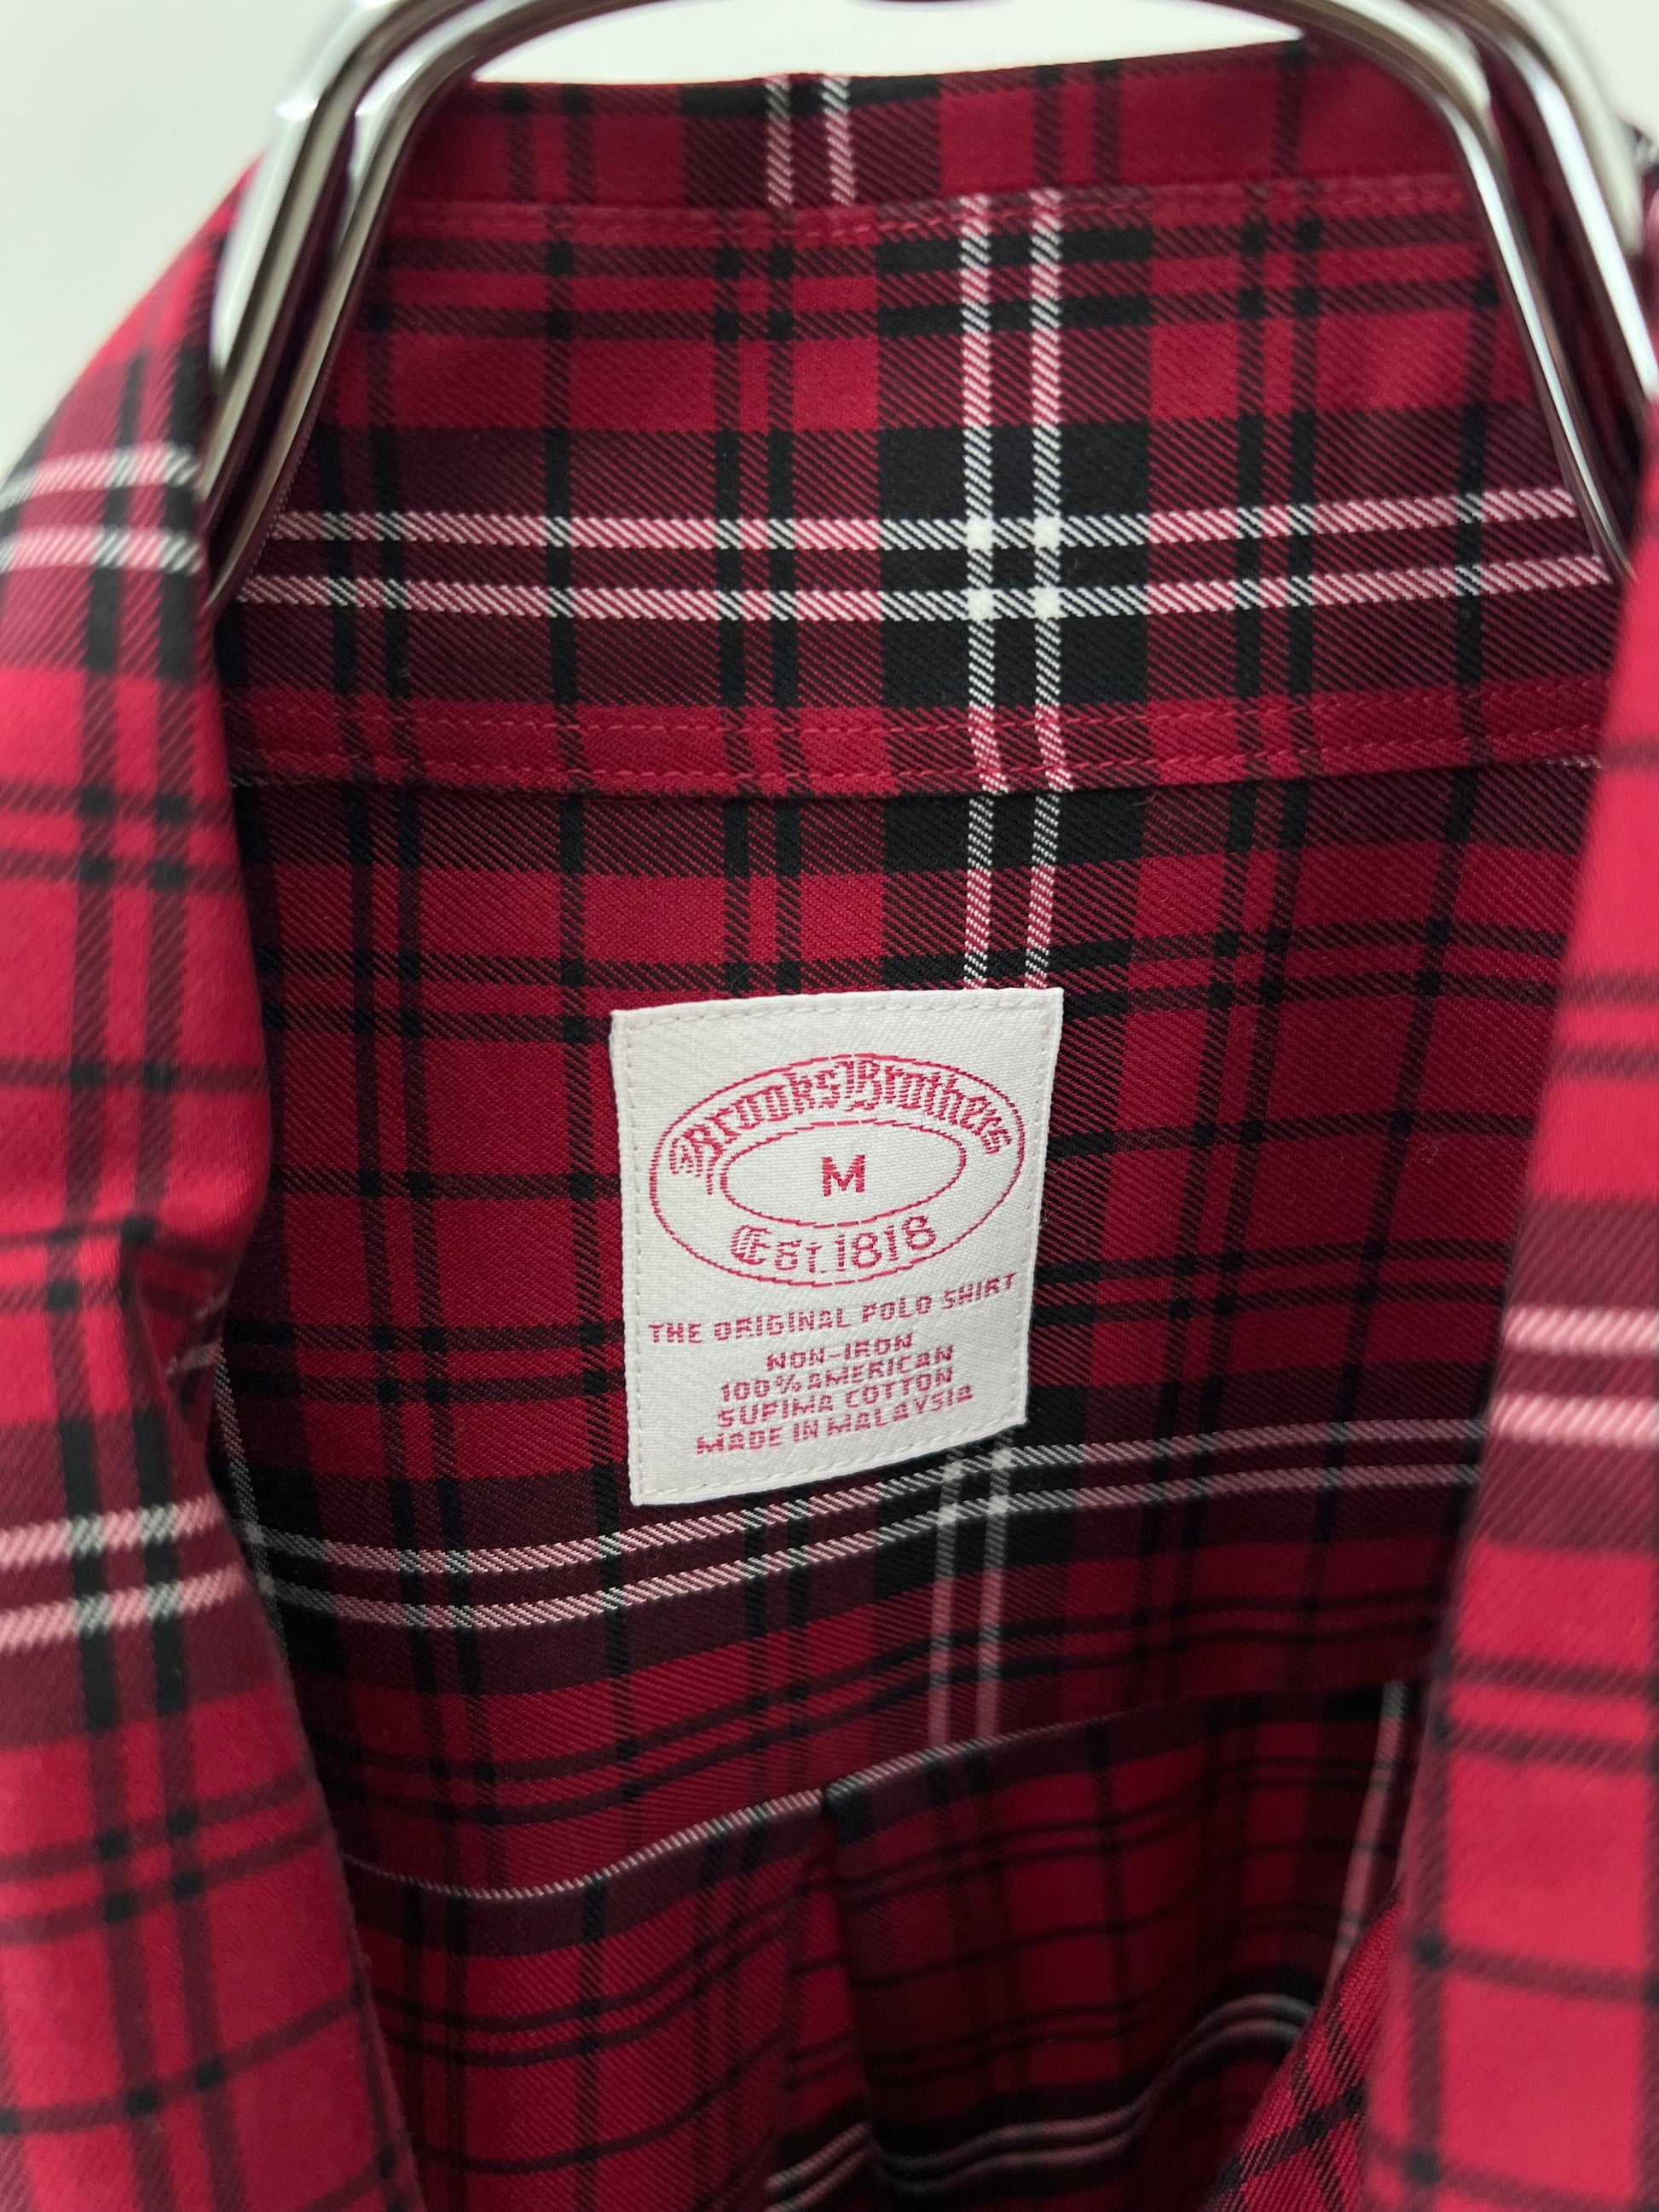 Brooks Brothers
M
Est. 1818
THE ORIGINAL POLO SHIRT
NON-IRON
100% AMERICAN
SUPIMA COTTON
MADE IN MALAYSIA